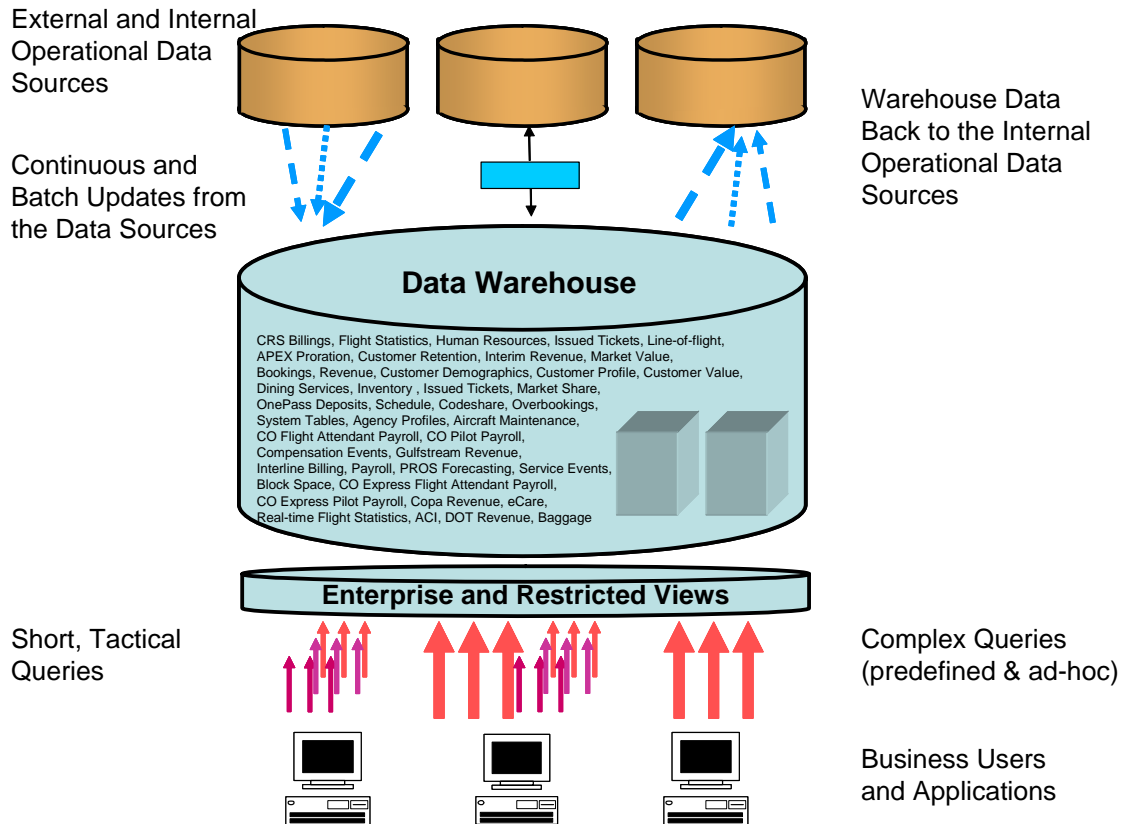 External and Internal
Operational Data
Sources
Warehouse Data
Back to the Internal
Operational Data
Sources
Continuous and
Batch Updates from
the Data Sources
Data Warehouse
CRS Billings, Flight Statistics, Human Resources, Issued Tickets, Line-of-flight,
APEX Proration, Customer Retention, Interim Revenue, Market Value,
Bookings, Revenue, Customer Demographics, Customer Profile, Customer Value,
Dining Services, Inventory , Issued Tickets, Market Share,
OnePass Deposits, Schedule, Codeshare, Overbookings,
System Tables, Agency Profiles, Aircraft Maintenance,
CO Flight Attendant Payroll, CO Pilot Payroll,
Compensation Events, Gulfstream Revenue,
Interline Billing, Payroll, PROS Forecasting, Service Events,
Block Space, CO Express Flight Attendant Payroll,
CO Express Pilot Payroll, Copa Revenue, eCare,
Real-time Flight Statistics, ACI, DOT Revenue, Baggage
Enterprise and Restricted Views
Short, Tactical
Queries
Complex Queries
(predefined & ad-hoc)
Business Users
and Applications